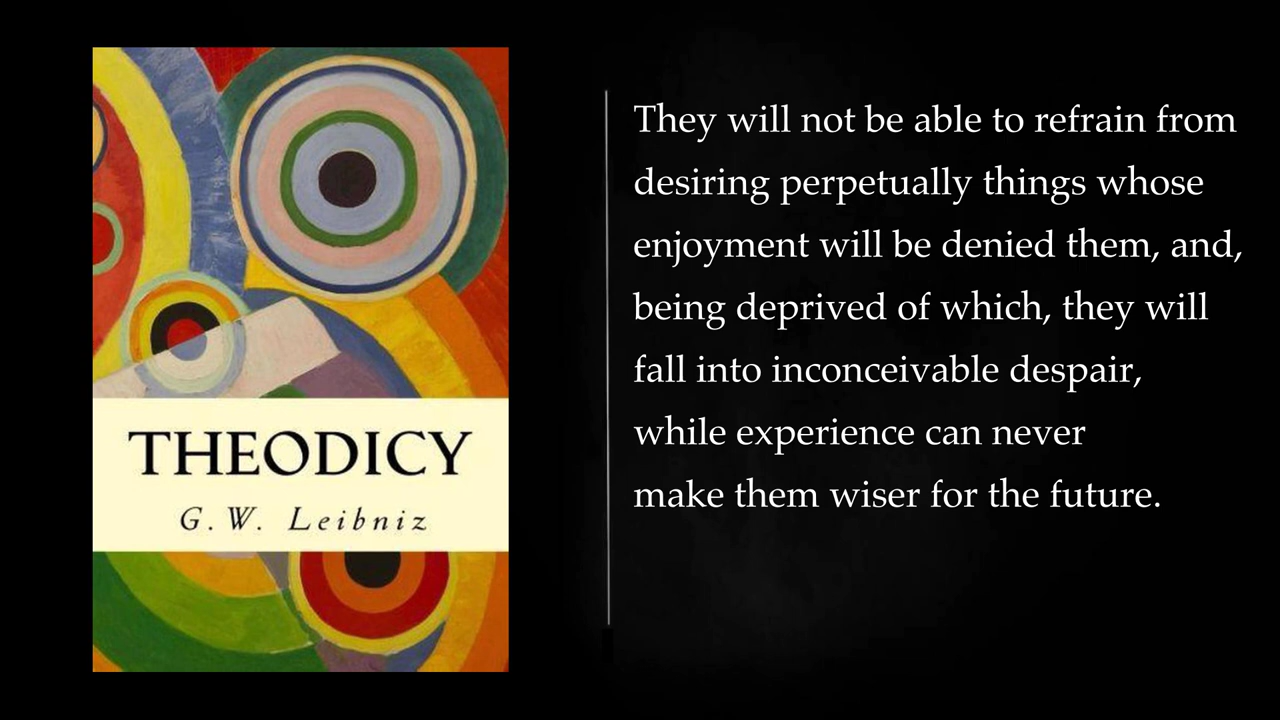 THEODICY
G. W. Leibniz
They will not be able to refrain from
desiring perpetually things whose
enjoyment will be denied them, and,
being deprived of which, they will
fall into inconceivable despair,
while experience can never
make them wiser for the future.